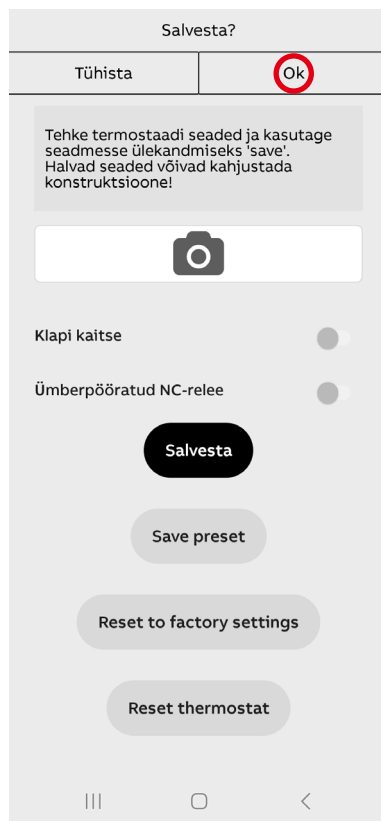 Salvesta?
Tühista
Ok
Tehke termostaadi seaded ja kasutage
seadmesse ülekandmiseks 'save'.
Halvad seaded võivad kahjustada
konstruktsioone!
Klapi kaitse
Ümberpööratud NC-relee
Salvesta
Save preset
Reset to factory settings
Reset thermostat